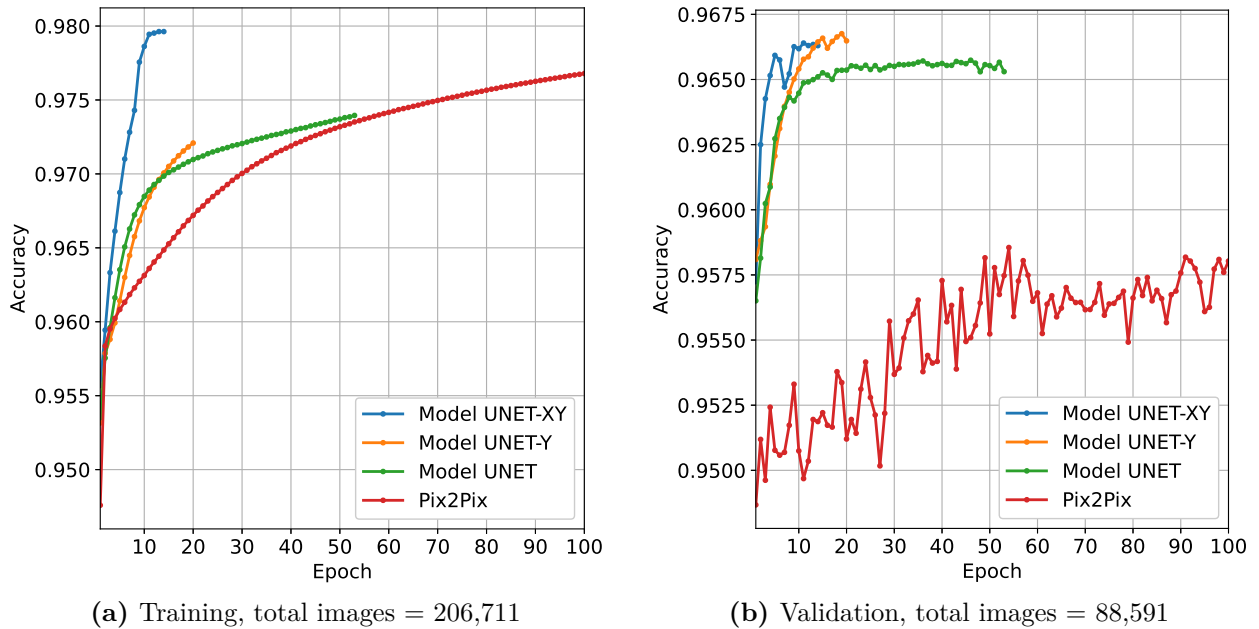 0.980
0.975
0.970
0.965
0.960
0.955
0.950
Accuracy
10 20 30 40 50 60 70 80 90 100
Epoch
Model UNET-XY
Model UNET-Y
Model UNET
Pix2Pix
(a) Training, total images = 206,711
0.9675
0.9650
0.9625
0.9600
0.9575
0.9550
0.9525
0.9500
Accuracy
10 20 30 40 50 60 70 80 90 100
Epoch
Model UNET-XY
Model UNET-Y
Model UNET
Pix2Pix
(b) Validation, total images = 88,591